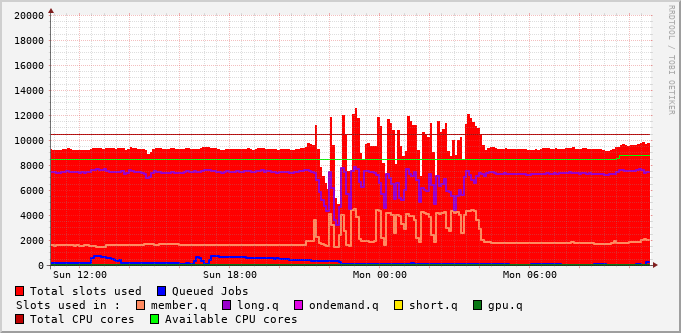 20000
18000
16000
14000
12000
10000
8000
6000
4000
2000
0
Sun 12:00 Sun 18:00 Mon 00:00 Mon 06:00
Total slots used Queued Jobs
Slots used in : member.q long.q ondemand.q short.q gpu.q
Total CPU cores Available CPU cores
RRDTOOL / TOBI OETIKER